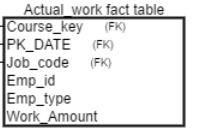 Actual_work fact table
Course_key (FK)
PK_DATE (FK)
Job_code (FK)
Emp_id
Emp_type
Work_Amount